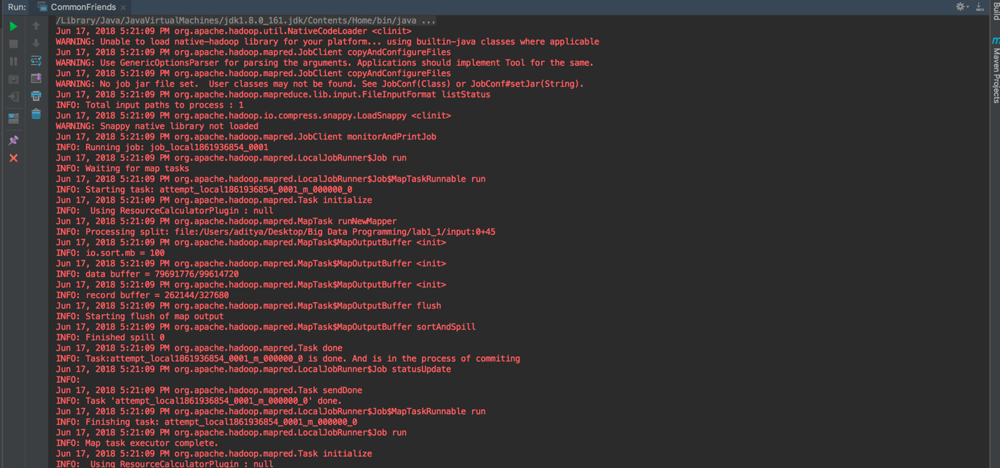 Run: CommonFriends
/Library/Java/JavaVirtualMachines/jdk1.8.0_161.jdk/Contents/Home/bin/java ...
Jun 17, 2018 5:21:09 PM org.apache.hadoop.util.NativeCodeLoader <clinit>
WARNING: Unable to load native-hadoop library for your platform... using builtin-java classes where applicable
Jun 17, 2018 5:21:09 PM org.apache.hadoop.mapred.JobClient copyAndConfigureFiles
WARNING: Use GenericOptionsParser for parsing the arguments. Applications should implement Tool for the same.
Jun 17, 2018 5:21:09 PM org.apache.hadoop.mapred.JobClient copyAndConfigureFiles
WARNING: No job jar file set.  User classes may not be found. See JobConf(Class) or JobConf#setJar(String).
Jun 17, 2018 5:21:09 PM org.apache.hadoop.mapreduce.lib.input.FileInputFormat listStatus
INFO: Total input paths to process : 1
Jun 17, 2018 5:21:09 PM org.apache.hadoop.io.compress.snappy.LoadSnappy <clinit>
WARNING: Snappy native library not loaded
Jun 17, 2018 5:21:09 PM org.apache.hadoop.mapred.JobClient monitorAndPrintJob
INFO: Running job: job_local1861936854_0001
Jun 17, 2018 5:21:09 PM org.apache.hadoop.mapred.LocalJobRunner$Job run
INFO: Waiting for map tasks
Jun 17, 2018 5:21:09 PM org.apache.hadoop.mapred.LocalJobRunner$Job$MapTaskRunnable run
INFO: Starting task: attempt_local1861936854_0001_m_000000_0
Jun 17, 2018 5:21:09 PM org.apache.hadoop.mapred.Task initialize
INFO:  Using ResourceCalculatorPlugin : null
Jun 17, 2018 5:21:09 PM org.apache.hadoop.mapred.MapTask runNewMapper
INFO: Processing split: file:/Users/aditya/Desktop/Big Data Programming/lab1_1/input:0+45
Jun 17, 2018 5:21:09 PM org.apache.hadoop.mapred.MapTask$MapOutputBuffer <init>
INFO: io.sort.mb = 100
Jun 17, 2018 5:21:09 PM org.apache.hadoop.mapred.MapTask$MapOutputBuffer <init>
INFO: data buffer = 79691776/99614720
Jun 17, 2018 5:21:09 PM org.apache.hadoop.mapred.MapTask$MapOutputBuffer <init>
INFO: record buffer = 262144/327680
Jun 17, 2018 5:21:09 PM org.apache.hadoop.mapred.MapTask$MapOutputBuffer flush
INFO: Starting flush of map output
Jun 17, 2018 5:21:09 PM org.apache.hadoop.mapred.MapTask$MapOutputBuffer sortAndSpill
INFO: Finished spill 0
Jun 17, 2018 5:21:09 PM org.apache.hadoop.mapred.Task done
INFO: Task:attempt_local1861936854_0001_m_000000_0 is done. And is in the process of commiting
Jun 17, 2018 5:21:09 PM org.apache.hadoop.mapred.LocalJobRunner$Job statusUpdate
INFO:
Jun 17, 2018 5:21:09 PM org.apache.hadoop.mapred.Task sendDone
INFO: Task 'attempt_local1861936854_0001_m_000000_0' done.
Jun 17, 2018 5:21:09 PM org.apache.hadoop.mapred.LocalJobRunner$Job$MapTaskRunnable run
INFO: Finishing task: attempt_local1861936854_0001_m_000000_0
Jun 17, 2018 5:21:09 PM org.apache.hadoop.mapred.LocalJobRunner$Job run
INFO: Map task executor complete.
Jun 17, 2018 5:21:09 PM org.apache.hadoop.mapred.Task initialize
INFO:  Using ResourceCalculatorPlugin : null
Build
Maven Projects